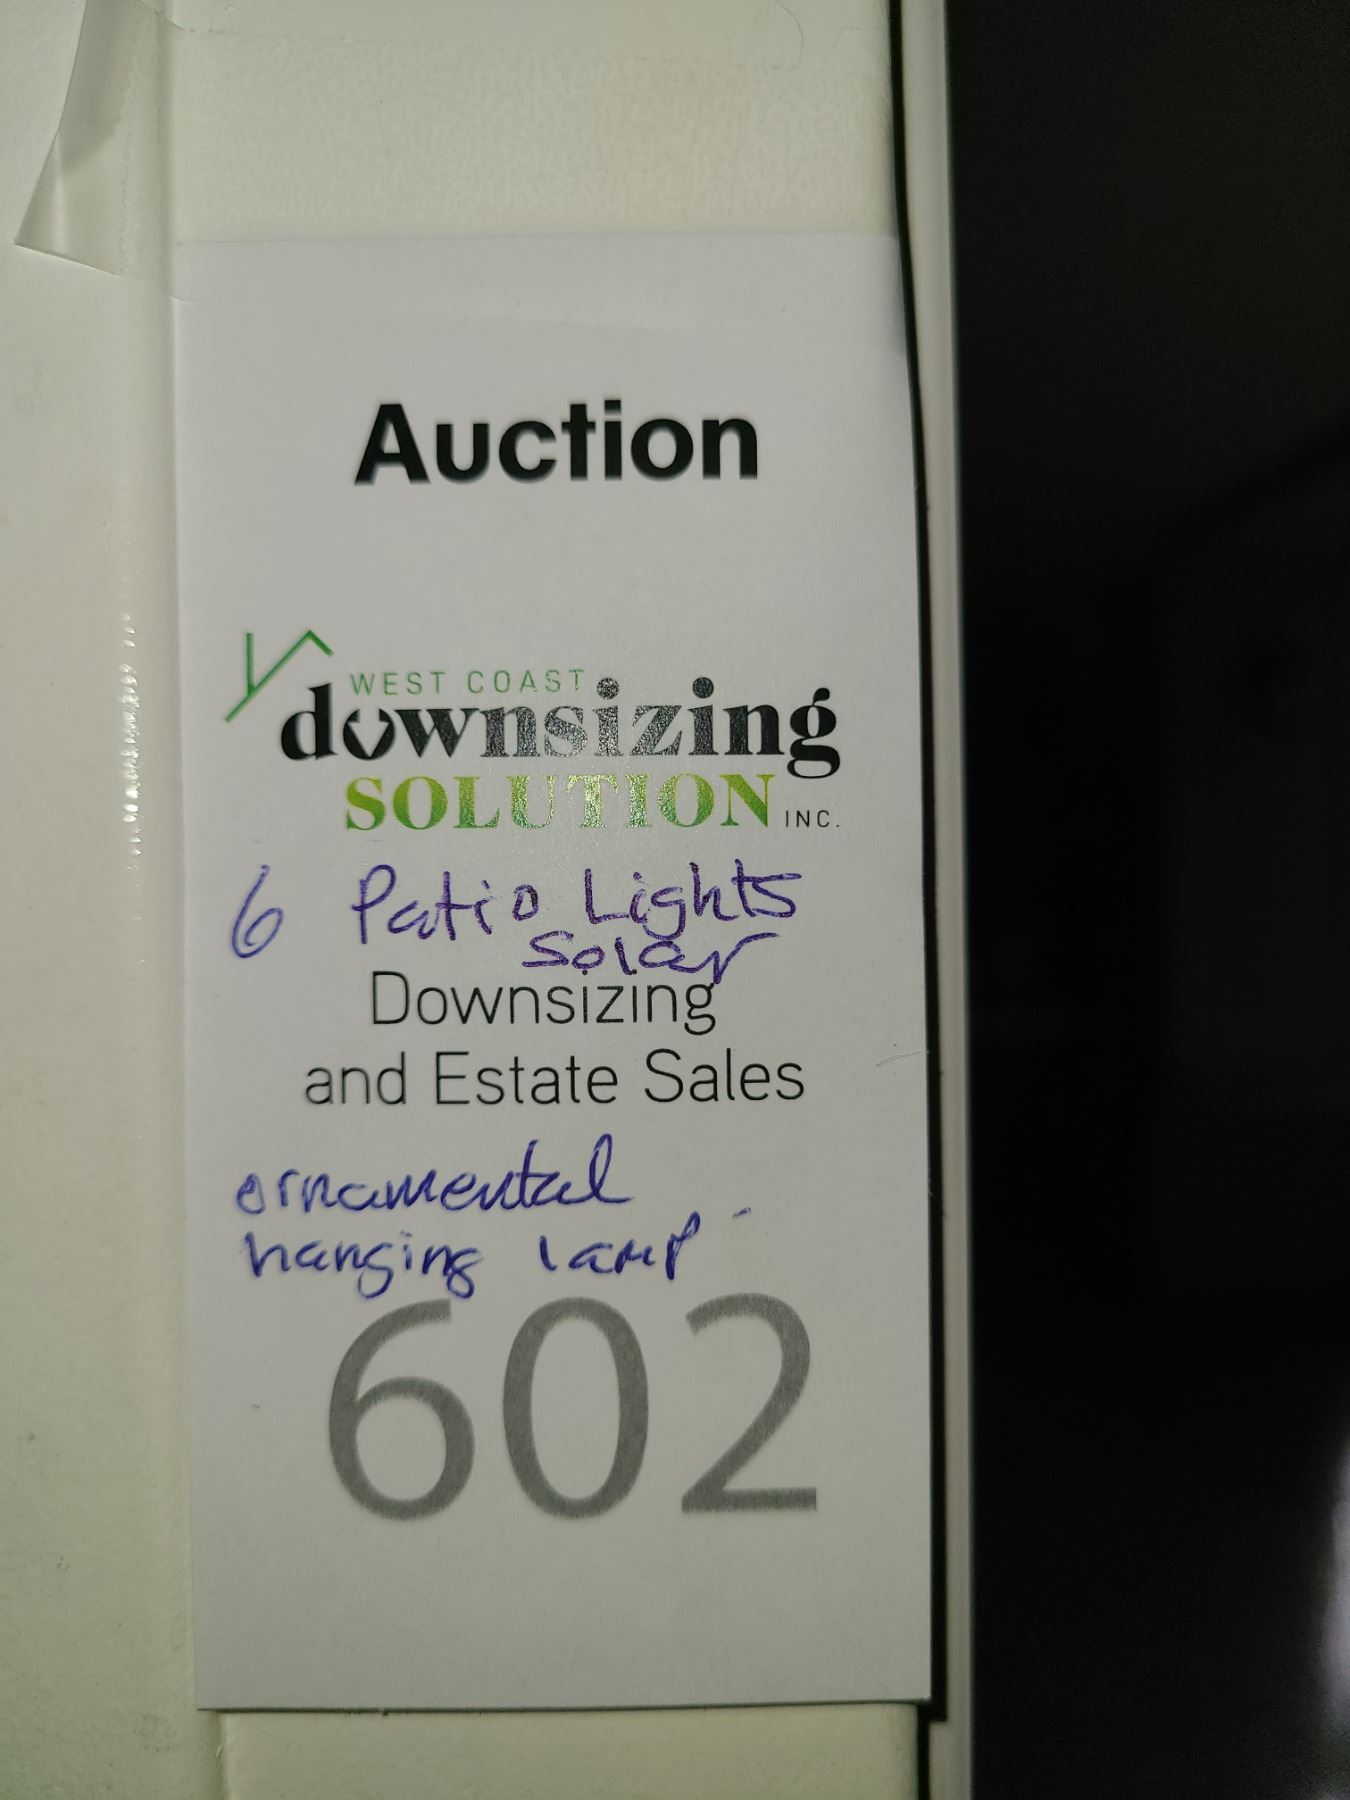 Auction
WEST COAST
downsizing
SOLUTION INC.
6 Patio Lights
Solar
Downsizing
and Estate Sales
ornamental
hanging lamp
602